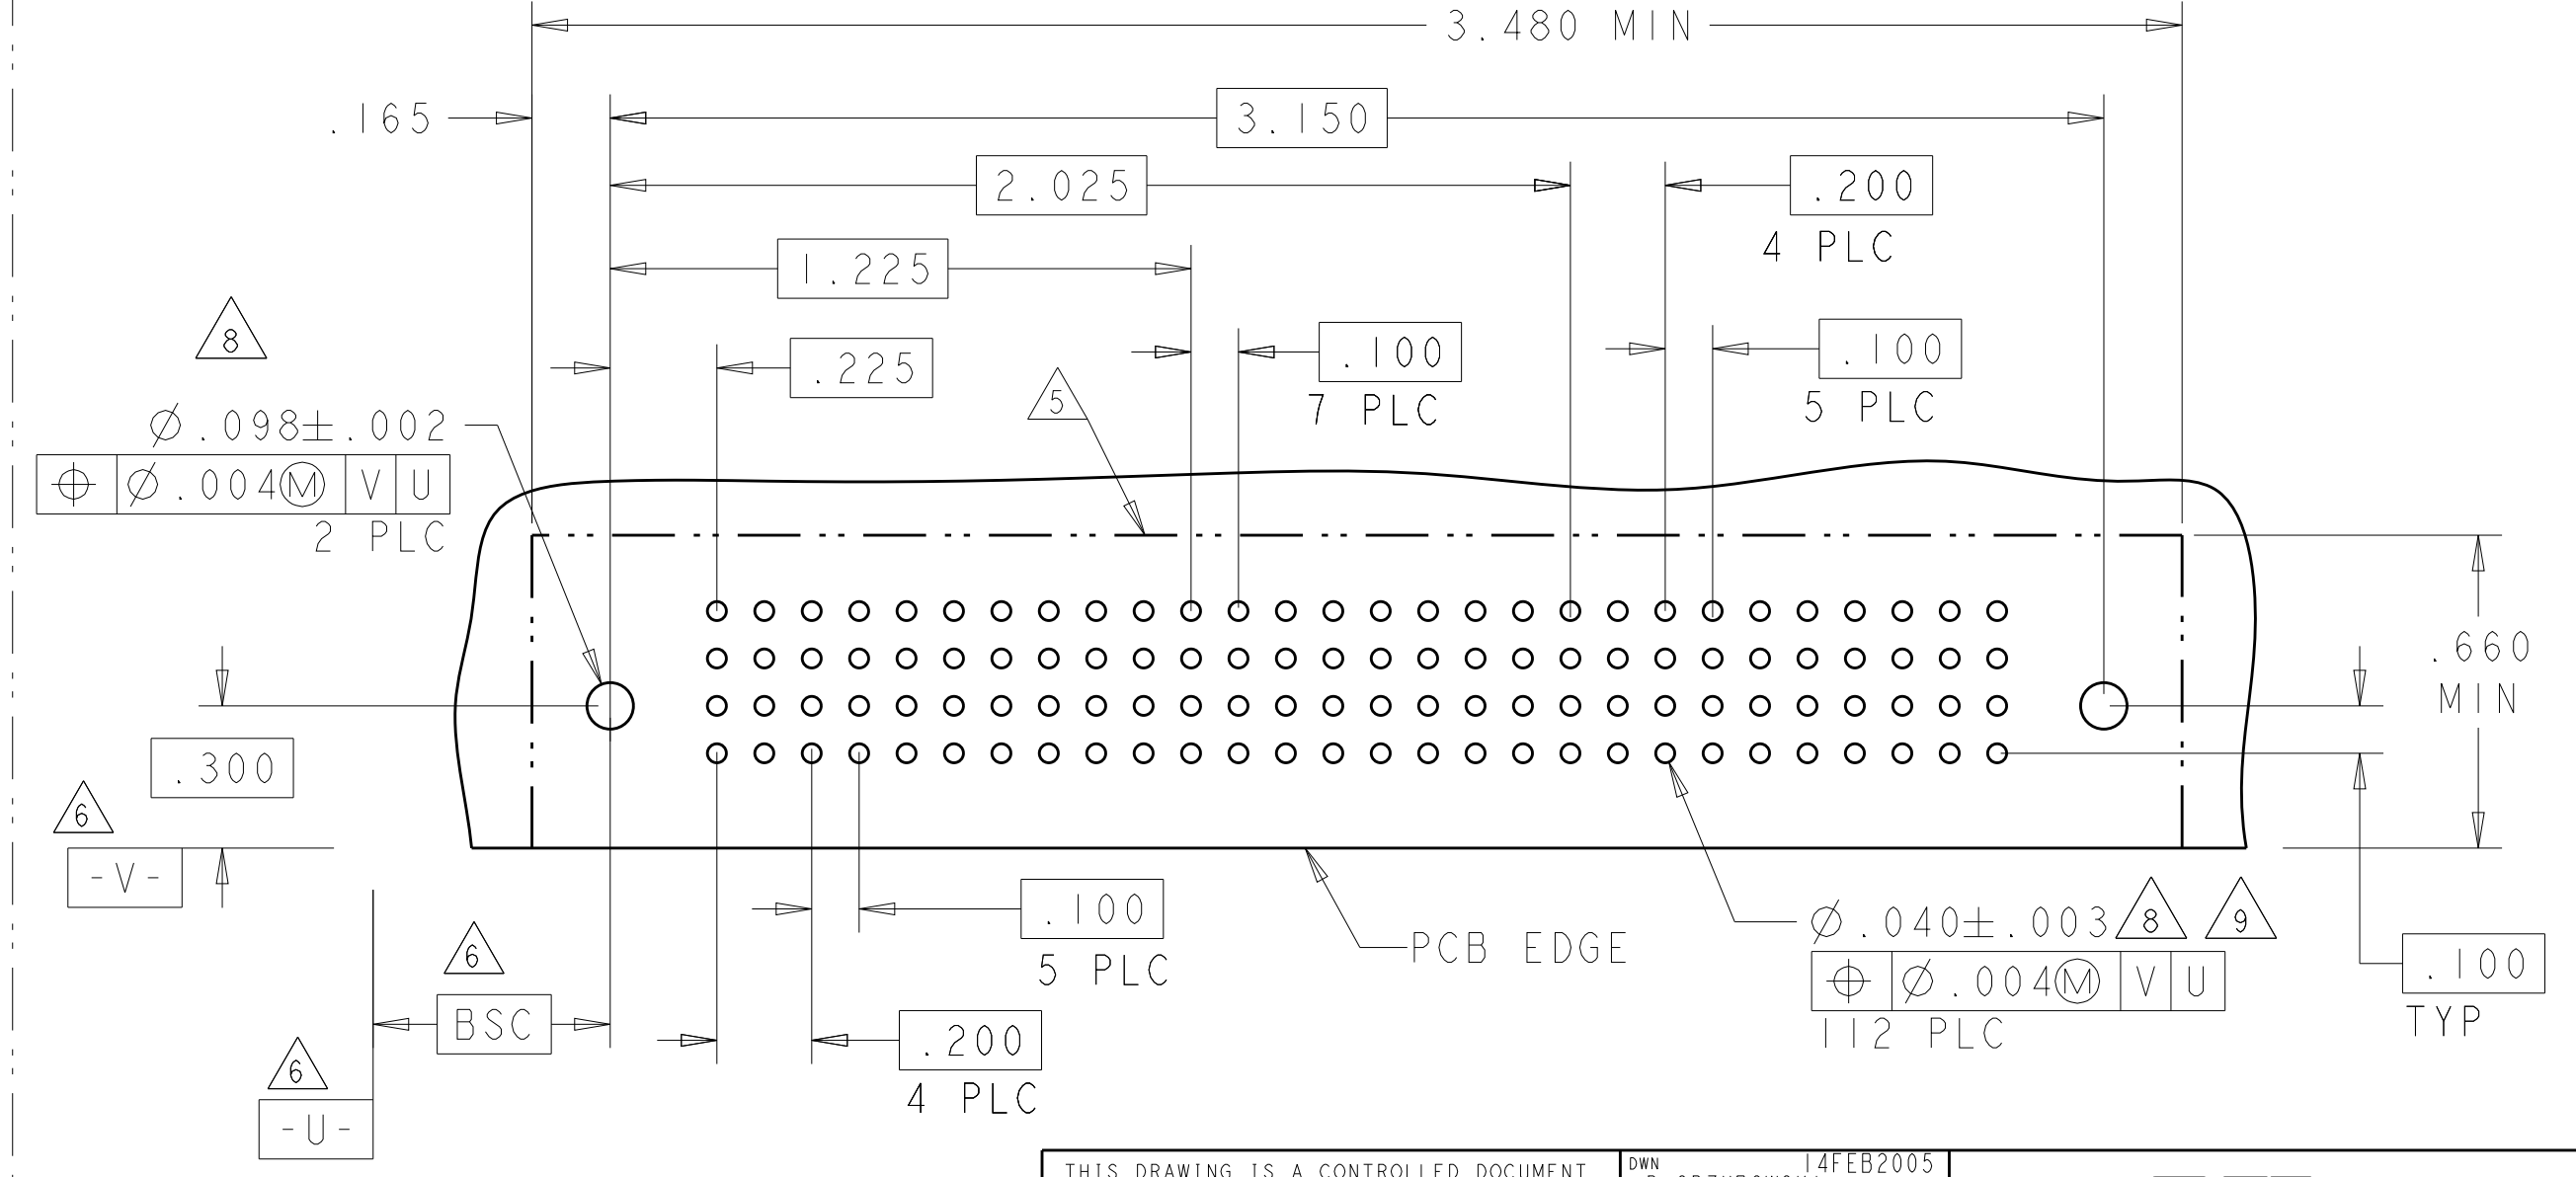 3.480 MIN
.165
3.150
2.025
.200
4 PLC
1.225
8
.225
.100
7 PLC
.100
5 PLC
5
Ø.098±.002
⌖ Ø.004Ⓜ V U
2 PLC
.660
MIN
.300
6
-V-
.100
5 PLC
PCB EDGE
Ø.040±.003 8 9
⌖ Ø.004Ⓜ V U
112 PLC
.100
TYP
6
BSC
.200
4 PLC
6
-U-
THIS DRAWING IS A CONTROLLED DOCUMENT
DWN 14FEB2005